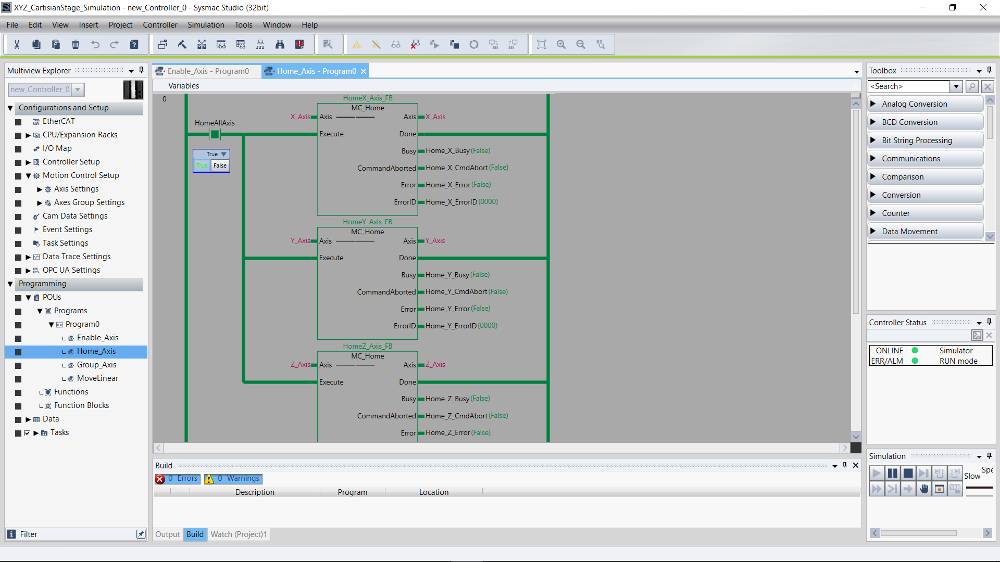 XYZ_CartisianStage_Simulation - new_Controller_0 - Sysmac Studio (32bit)
File Edit View Insert Project Controller Simulation Tools Window Help
Multiview Explorer
new_Controller_0
Configurations and Setup
EtherCAT
CPU/Expansion Racks
I/O Map
Controller Setup
Motion Control Setup
Axis Settings
Axes Group Settings
Cam Data Settings
Event Settings
Task Settings
Data Trace Settings
OPC UA Settings
Programming
POUs
Programs
Program0
Enable_Axis
Home_Axis
Group_Axis
MoveLinear
Functions
Function Blocks
Data
Tasks
Filter
Enable_Axis - Program0
Home_Axis - Program0
Variables
0
HomeAllAxis
True
True False
HomeX_Axis_FB
MC_Home
X_Axis Axis Axis X_Axis
Execute Done
Busy Home_X_Busy (False)
CommandAborted Home_X_CmdAbort (False)
Error Home_X_Error (False)
ErrorID Home_X_ErrorID (0000)
HomeY_Axis_FB
MC_Home
Y_Axis Axis Axis Y_Axis
Execute Done
Busy Home_Y_Busy (False)
CommandAborted Home_Y_CmdAbort (False)
Error Home_Y_Error (False)
ErrorID Home_Y_ErrorID (0000)
HomeZ_Axis_FB
MC_Home
Z_Axis Axis Axis Z_Axis
Execute Done
Busy Home_Z_Busy (False)
CommandAborted Home_Z_CmdAbort (False)
Error Home_Z_Error (False)
Build
0 Errors 0 Warnings
Description Program Location
Output Build Watch (Project)1
Toolbox
<Search>
Analog Conversion
BCD Conversion
Bit String Processing
Communications
Comparison
Conversion
Counter
Data Movement
Controller Status
ONLINE Simulator
ERR/ALM RUN mode
Simulation
Spe
Slow